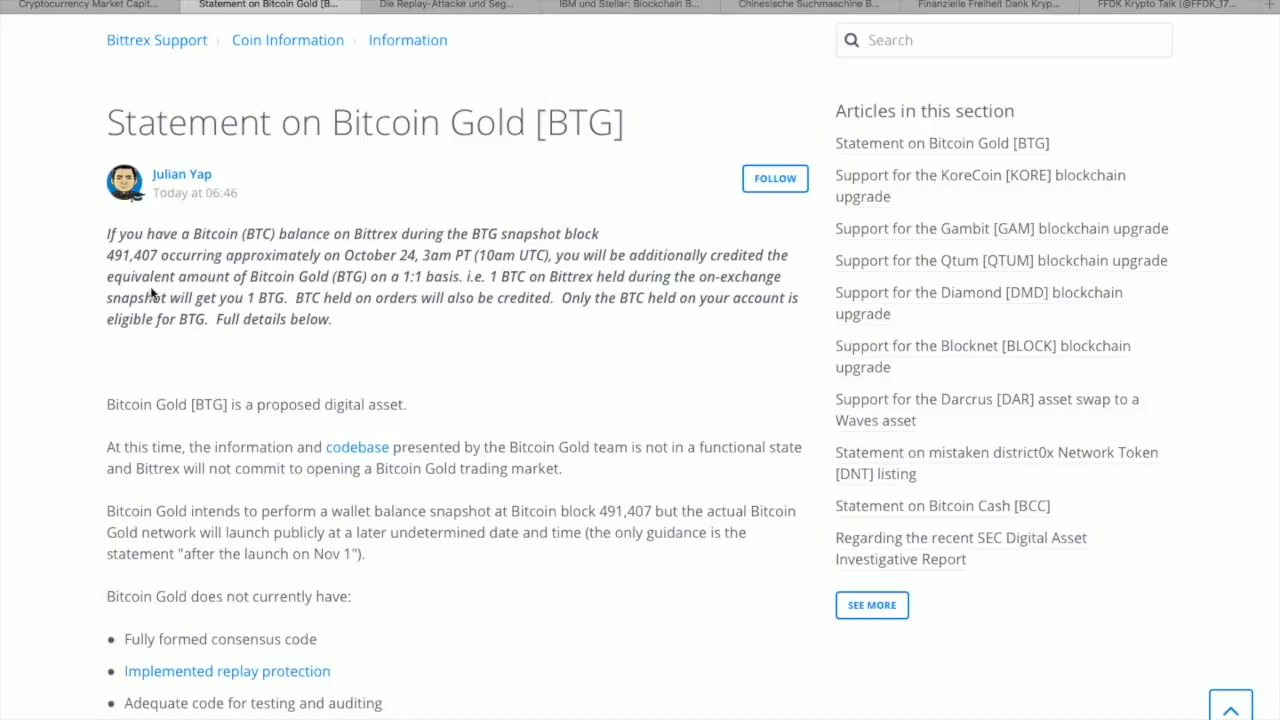 Cryptocurrency Market Capit...
Statement on Bitcoin Gold [B...
Die Replay-Attacke und Seg...
IBM und Stellar: Blockchain B...
Chinesische Suchmaschine B...
Finanzielle Freiheit Dank Kryp...
FFDK Krypto Talk (@FFDK_17...
Bittrex Support › Coin Information › Information
Search
Statement on Bitcoin Gold [BTG]
Julian Yap
Today at 06:46
FOLLOW
If you have a Bitcoin (BTC) balance on Bittrex during the BTG snapshot block
491,407 occurring approximately on October 24, 3am PT (10am UTC), you will be additionally credited the
equivalent amount of Bitcoin Gold (BTG) on a 1:1 basis. i.e. 1 BTC on Bittrex held during the on-exchange
snapshot will get you 1 BTG. BTC held on orders will also be credited. Only the BTC held on your account is
eligible for BTG. Full details below.
Bitcoin Gold [BTG] is a proposed digital asset.
At this time, the information and codebase presented by the Bitcoin Gold team is not in a functional state
and Bittrex will not commit to opening a Bitcoin Gold trading market.
Bitcoin Gold intends to perform a wallet balance snapshot at Bitcoin block 491,407 but the actual Bitcoin
Gold network will launch publicly at a later undetermined date and time (the only guidance is the
statement "after the launch on Nov 1").
Bitcoin Gold does not currently have:
• Fully formed consensus code
• Implemented replay protection
• Adequate code for testing and auditing
Articles in this section
Statement on Bitcoin Gold [BTG]
Support for the KoreCoin [KORE] blockchain
upgrade
Support for the Gambit [GAM] blockchain upgrade
Support for the Qtum [QTUM] blockchain upgrade
Support for the Diamond [DMD] blockchain
upgrade
Support for the Blocknet [BLOCK] blockchain
upgrade
Support for the Darcrus [DAR] asset swap to a
Waves asset
Statement on mistaken district0x Network Token
[DNT] listing
Statement on Bitcoin Cash [BCC]
Regarding the recent SEC Digital Asset
Investigative Report
SEE MORE